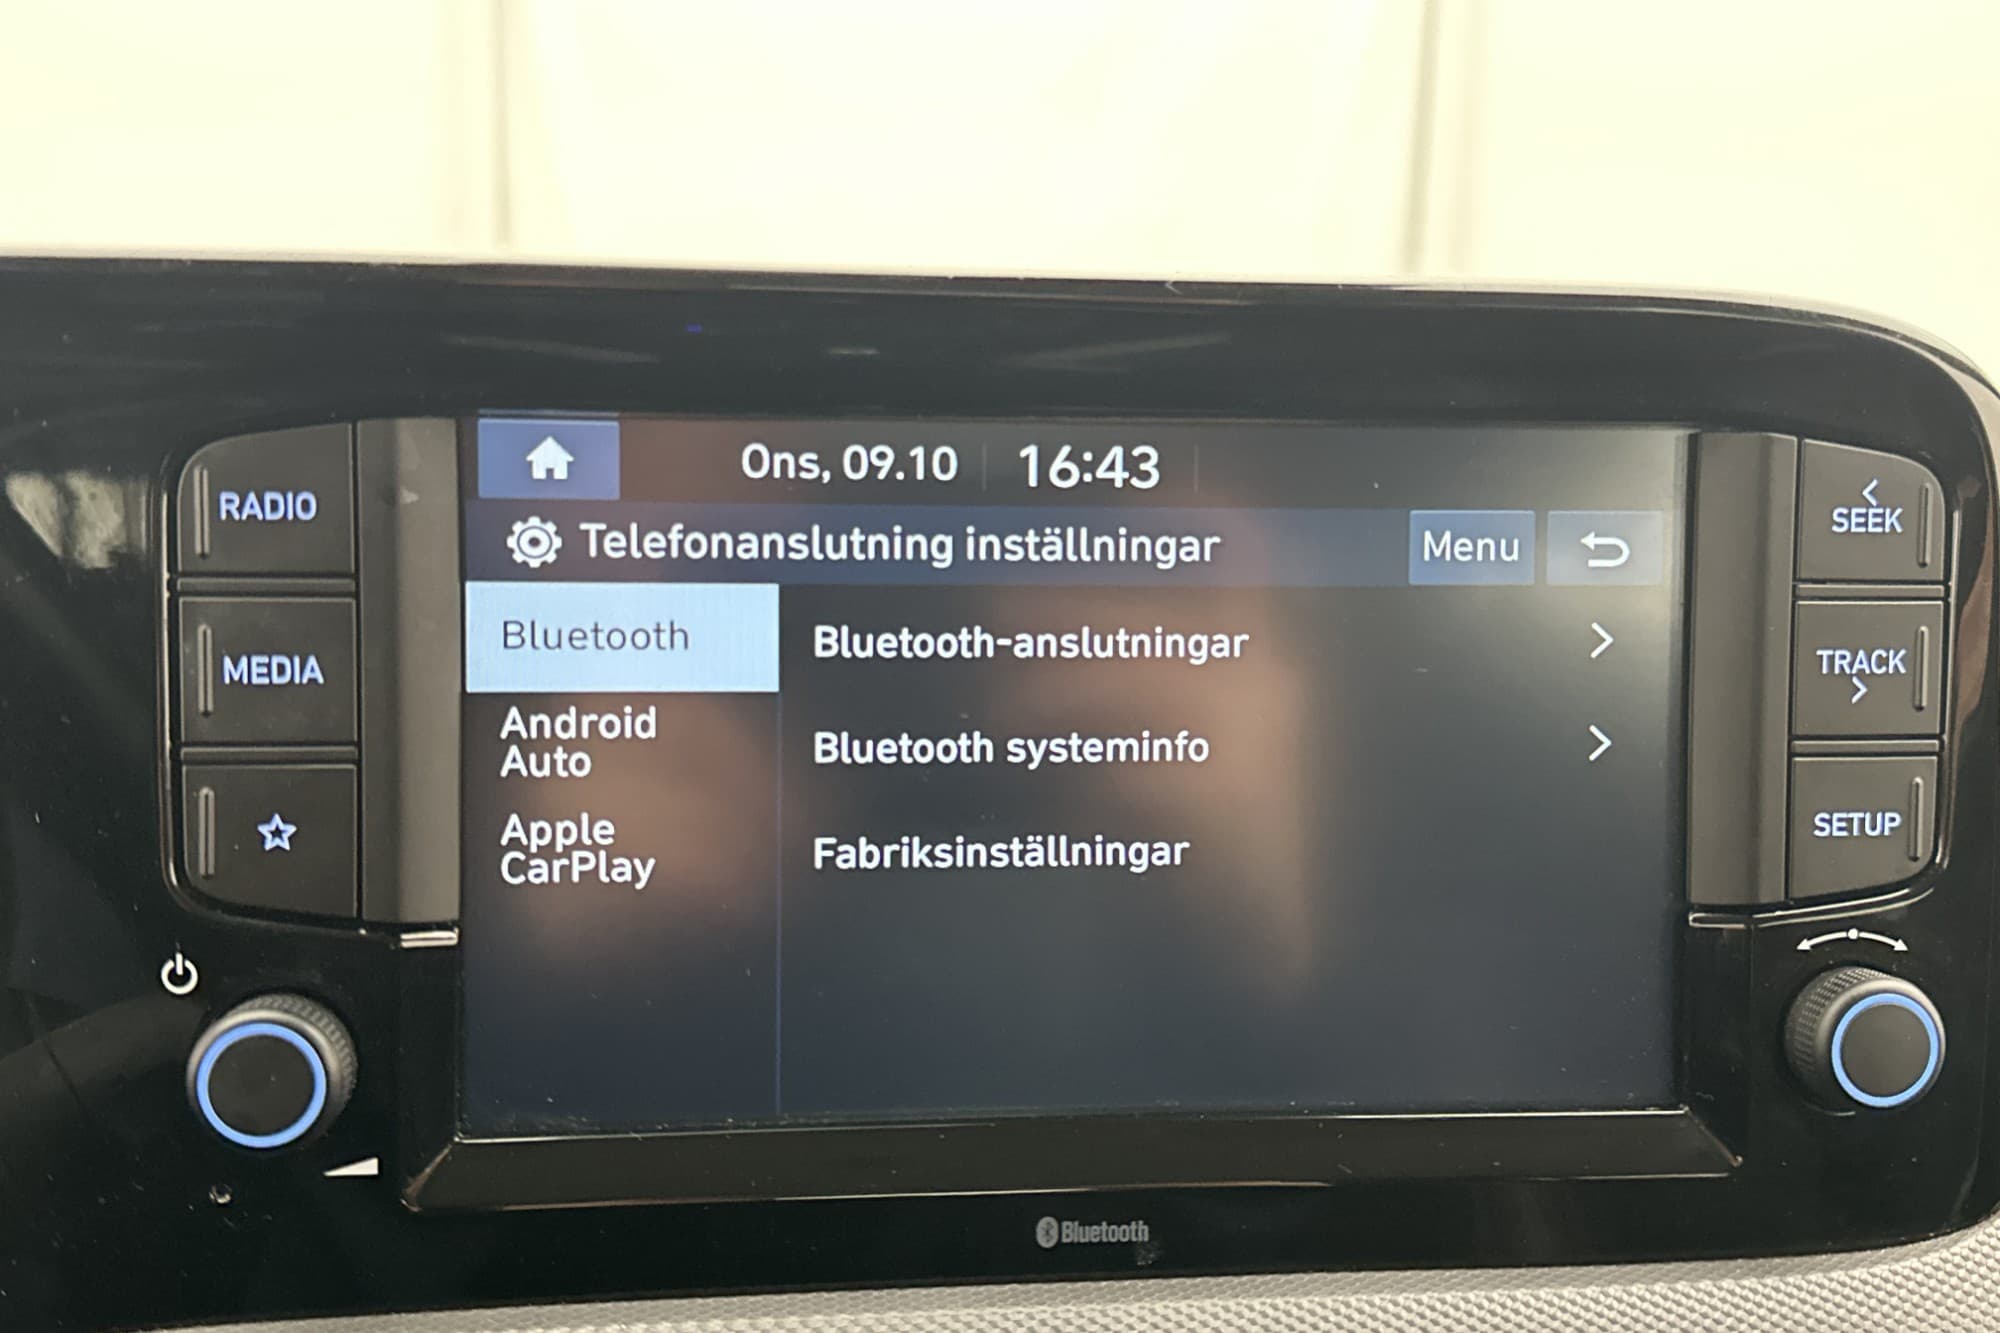 Ons, 09.10 16:43
Telefonanslutning inställningar
Menu
RADIO
MEDIA
Bluetooth
Android
Auto
Apple
CarPlay
Bluetooth-anslutningar
Bluetooth systeminfo
Fabriksinställningar
SEEK
TRACK
SETUP
Bluetooth